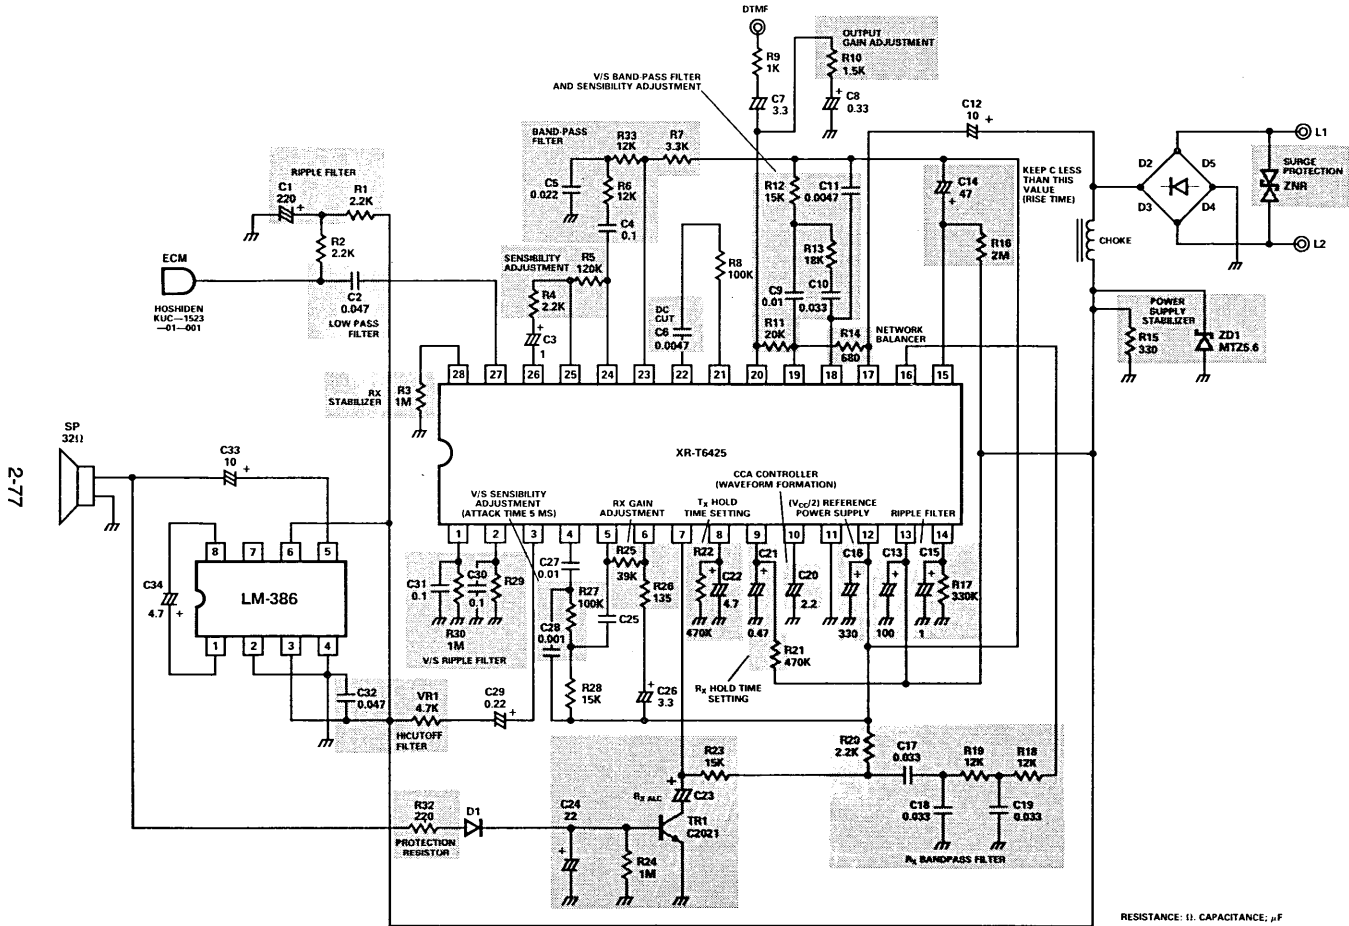 DTMF
R9
1K
C7
3.3
OUTPUT
GAIN ADJUSTMENT
R10
1.5K
+
C8
0.33
V/S BAND-PASS FILTER
AND SENSIBILITY ADJUSTMENT
C12
10
+
L1
D2
D5
D3
D4
SURGE
PROTECTION
ZNR
L2
BAND-PASS
FILTER
R33
12K
R7
3.3K
C5
0.022
R6
12K
C4
0.1
RIPPLE FILTER
C1
220
+
R1
2.2K
R2
2.2K
ECM
HOSHIDEN
KUC—1523
—01—001
C2
0.047
LOW PASS
FILTER
SENSIBILITY
ADJUSTMENT
R5
120K
R4
2.2K
+
C3
1
DC
CUT
C6
0.0047
R8
100K
R12
15K
C11
0.0047
R13
18K
C9
0.01
C10
0.033
R11
20K
R14
680
NETWORK
BALANCER
C14
47
+
KEEP C LESS
THAN THIS
VALUE
(RISE TIME)
R16
2M
CHOKE
POWER
SUPPLY
STABILIZER
R15
330
ZD1
MTZ5.6
R3
1M
RX
STABILIZER
28
27
26
25
24
23
22
21
20
19
18
17
16
15
XR-T6425
V/S SENSIBILITY
ADJUSTMENT
(ATTACK TIME 5 MS)
RX GAIN
ADJUSTMENT
TX HOLD
TIME SETTING
CCA CONTROLLER
(WAVEFORM FORMATION)
(VCC/2) REFERENCE
POWER SUPPLY
RIPPLE FILTER
1
2
3
4
5
6
7
8
9
10
11
12
13
14
SP
32Ω
C33
10
+
8
7
6
5
LM-386
1
2
3
4
C34
4.7
+
C32
0.047
HICUTOFF
FILTER
VR1
4.7K
C29
0.22
+
C31
0.1
R30
1M
C30
0.1
R29
V/S RIPPLE FILTER
C27
0.01
R27
100K
C28
0.001
R28
15K
C25
R25
39K
R26
135
+
C26
3.3
R22
470K
+
C22
4.7
C21
+
0.47
R21
470K
RX HOLD TIME
SETTING
C20
2.2
C16
+
330
C13
+
100
C15
+
1
R17
330K
R20
2.2K
C17
0.033
R19
12K
R18
12K
C18
0.033
C19
0.033
RX BANDPASS FILTER
R23
15K
+
C23
RX ALC
TR1
C2021
C24
22
+
R24
1M
R32
220
PROTECTION
RESISTOR
D1
2-77
RESISTANCE: Ω. CAPACITANCE; μF